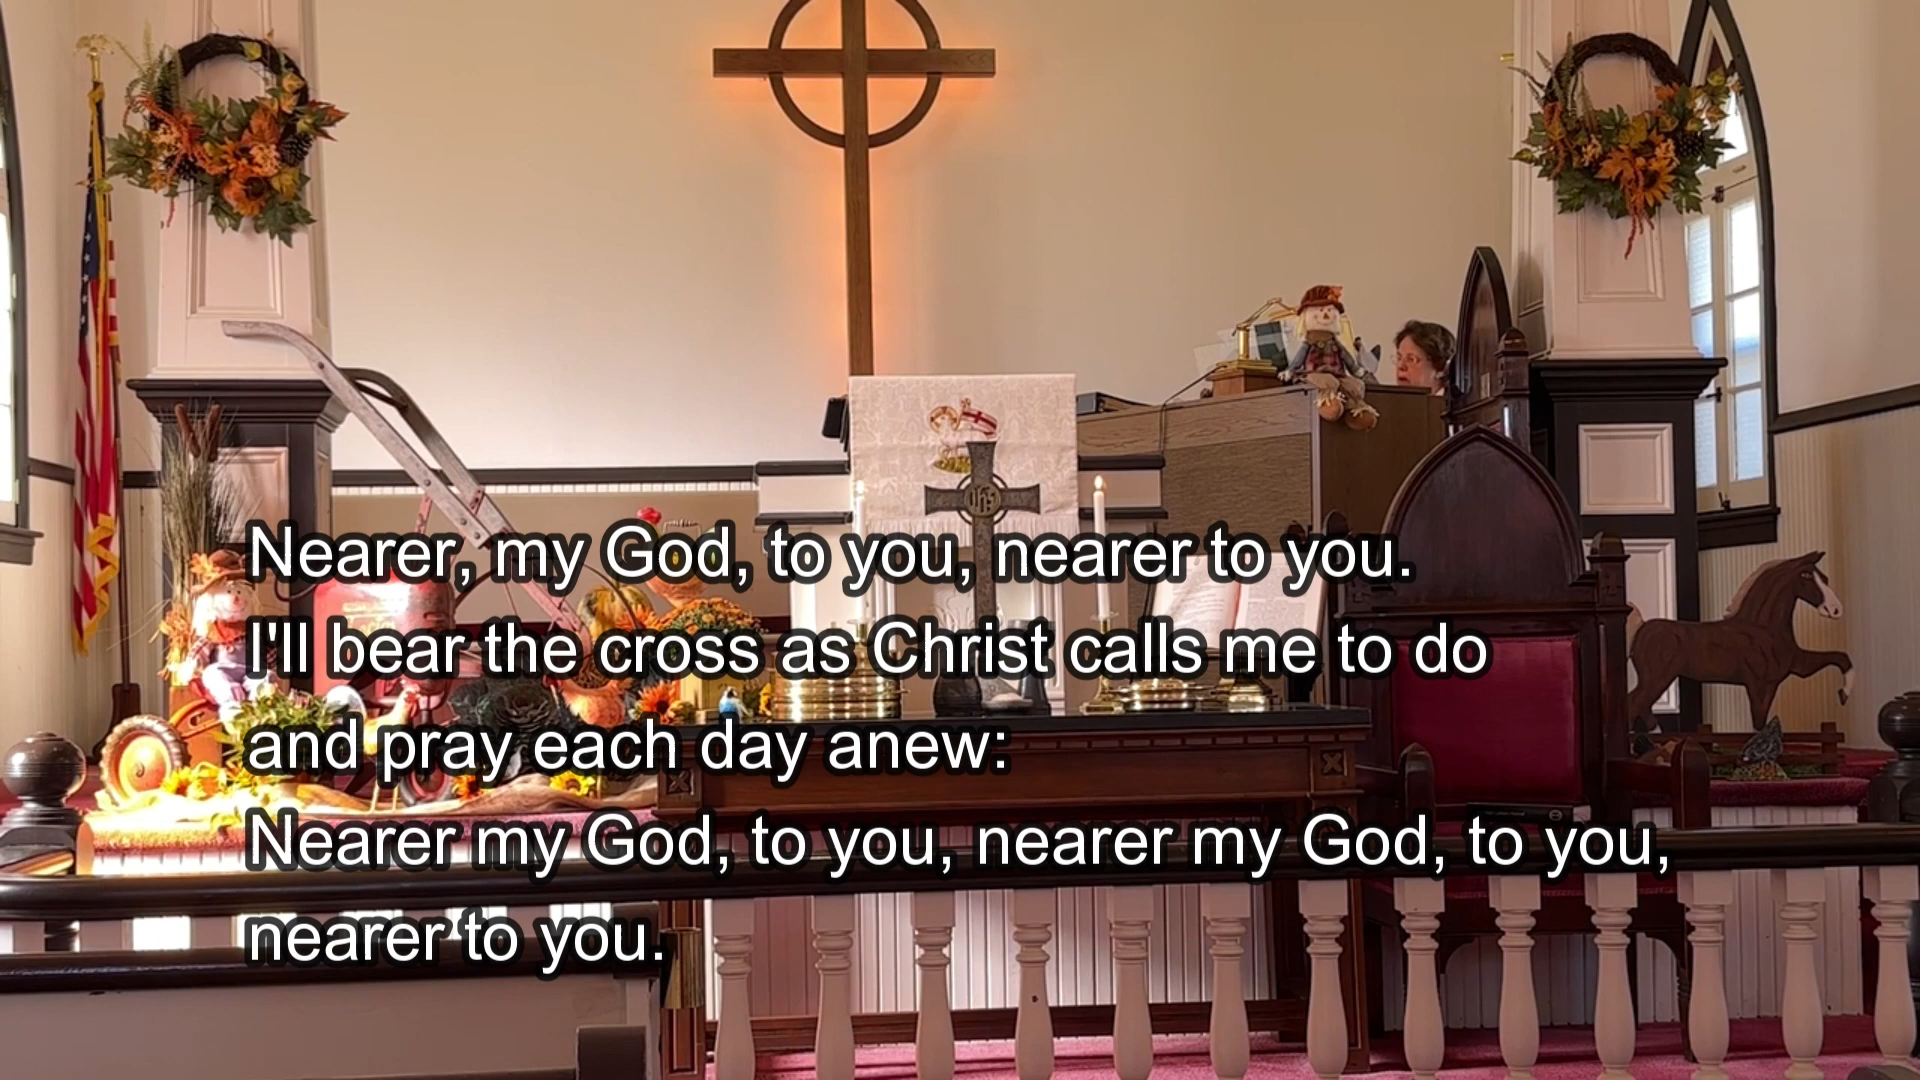 Nearer, my God, to you, nearer to you.
I'll bear the cross as Christ calls me to do
and pray each day anew:
Nearer my God, to you, nearer my God, to you,
nearer to you.